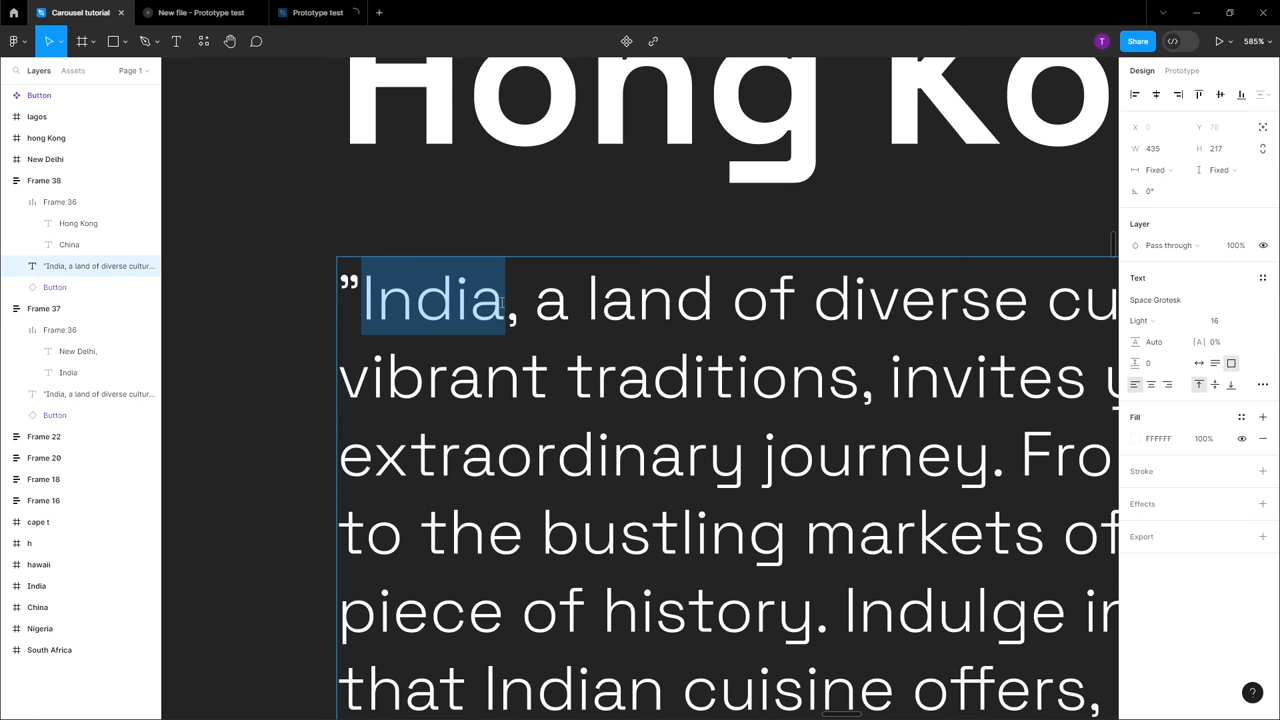 Carousel tutorial
New file - Prototype test
Prototype test
T
Share
585%
Layers
Assets
Page 1
Button
lagos
hong Kong
New Delhi
Frame 38
Frame 36
Hong Kong
China
"India, a land of diverse cultur...
Button
Frame 37
Frame 36
New Delhi,
India
"India, a land of diverse cultur...
Button
Frame 22
Frame 20
Frame 18
Frame 16
cape t
h
hawaii
India
China
Nigeria
South Africa
Hong Ko
"India, a land of diverse cu
vibrant traditions, invites y
extraordinary journey. Fro
to the bustling markets of
piece of history. Indulge in
that Indian cuisine offers,
Design
Prototype
X 0
Y 78
W 435
H 217
Fixed
Fixed
0°
Layer
Pass through
100%
Text
Space Grotesk
Light
16
Auto
0%
0
Fill
FFFFFF
100%
Stroke
Effects
Export
?